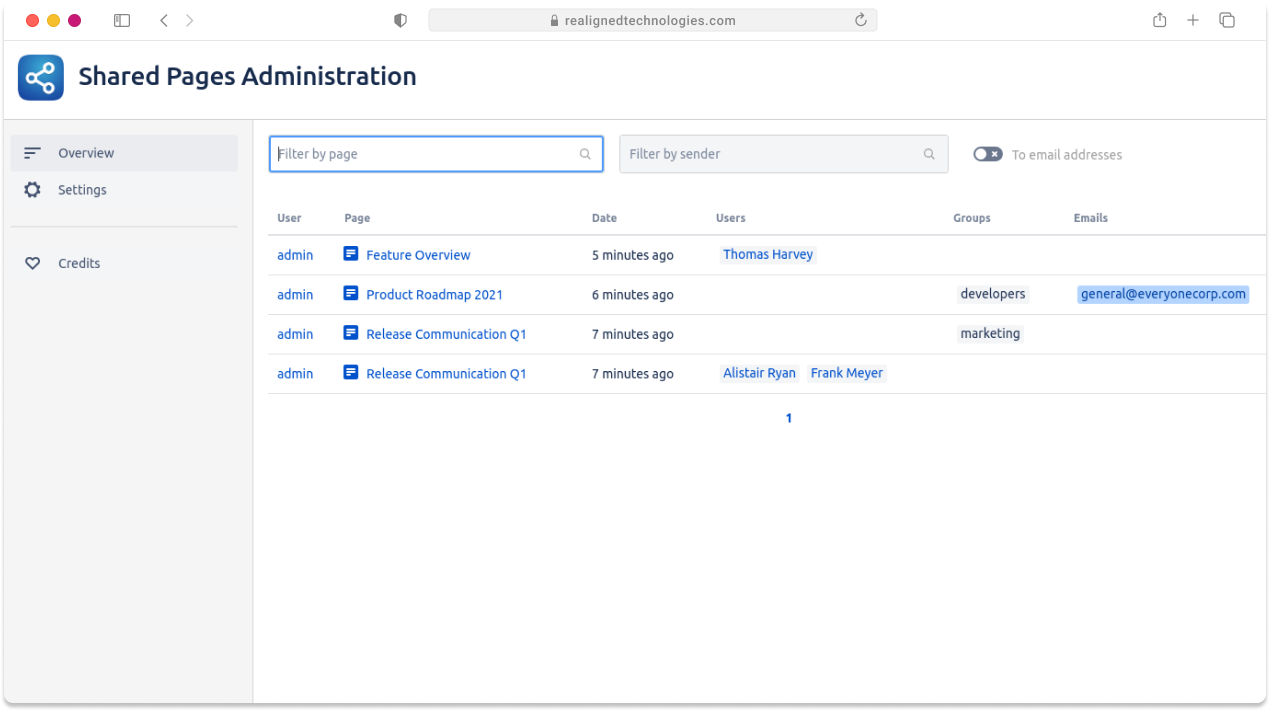 realignedtechnologies.com
Shared Pages Administration
Overview
Settings
Credits
Filter by page
Filter by sender
To email addresses
User Page Date Users Groups Emails
admin Feature Overview 5 minutes ago Thomas Harvey
admin Product Roadmap 2021 6 minutes ago developers general@everyonecorp.com
admin Release Communication Q1 7 minutes ago marketing
admin Release Communication Q1 7 minutes ago Alistair Ryan Frank Meyer
1